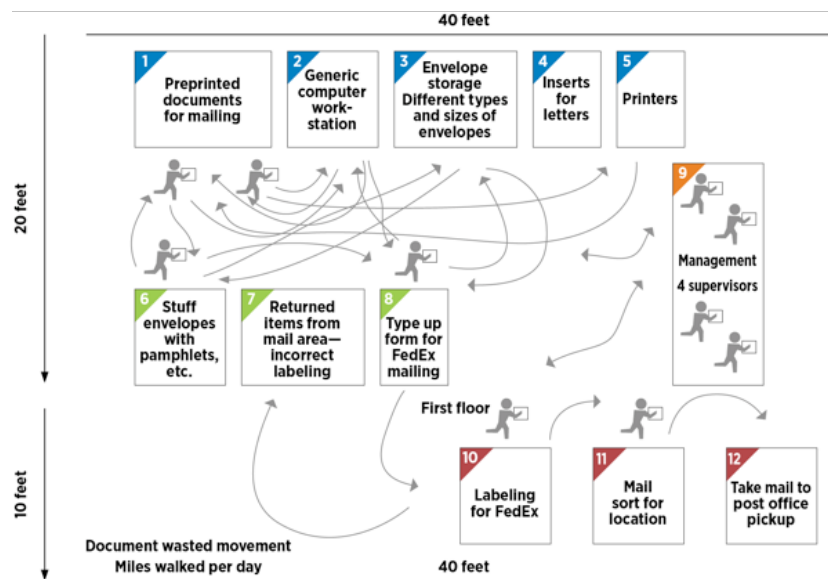 40 feet
1
Preprinted
documents
for mailing
2
Generic
computer
work-
station
3
Envelope
storage
Different types
and sizes of
envelopes
4
Inserts
for
letters
5
Printers
20 feet
9
Management
4 supervisors
6
Stuff
envelopes
with
pamphlets,
etc.
7
Returned
items from
mail area—
incorrect
labeling
8
Type up
form for
FedEx
mailing
First floor
10 feet
10
Labeling
for FedEx
11
Mail
sort for
location
12
Take mail to
post office
pickup
Document wasted movement
Miles walked per day
40 feet